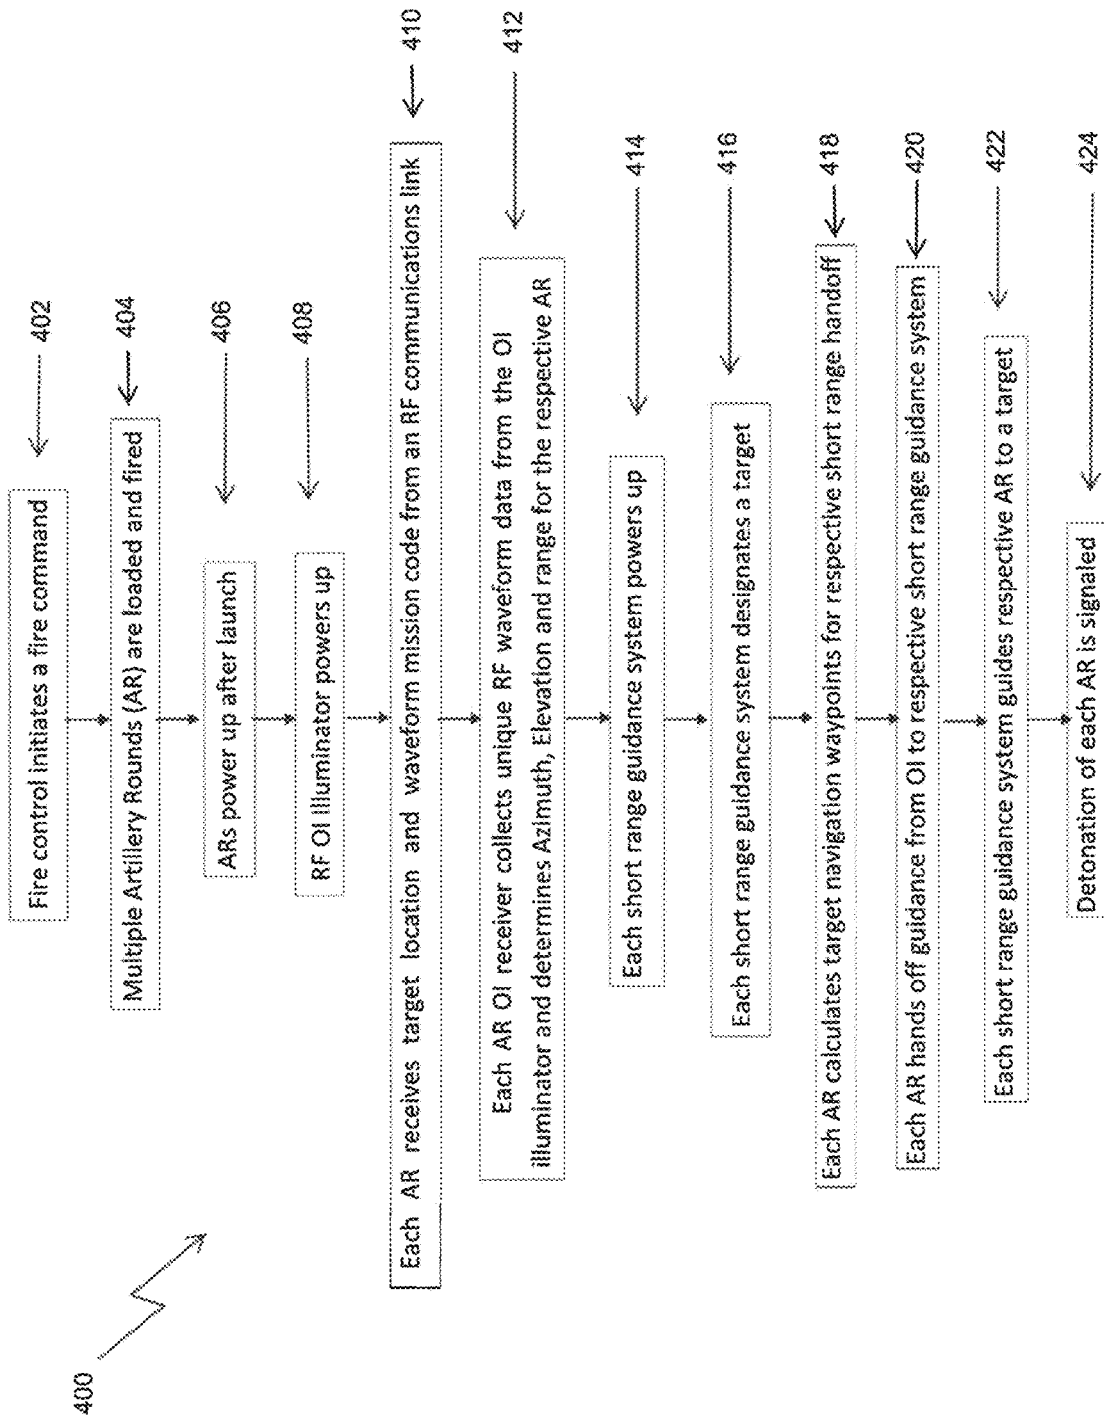 400
Fire control initiates a fire command
402
Multiple Artillery Rounds (AR) are loaded and fired
404
ARs power up after launch
406
RF OI Illuminator powers up
408
Each AR receives target location and waveform mission code from an RF communications link
410
Each AR OI receiver collects unique RF waveform data from the OI
illuminator and determines Azimuth, Elevation and range for the respective AR
412
Each short range guidance system powers up
414
Each short range guidance system designates a target
416
Each AR calculates target navigation waypoints for respective short range handoff
418
Each AR hands off guidance from OI to respective short range guidance system
420
Each short range guidance system guides respective AR to a target
422
Detonation of each AR is signaled
424